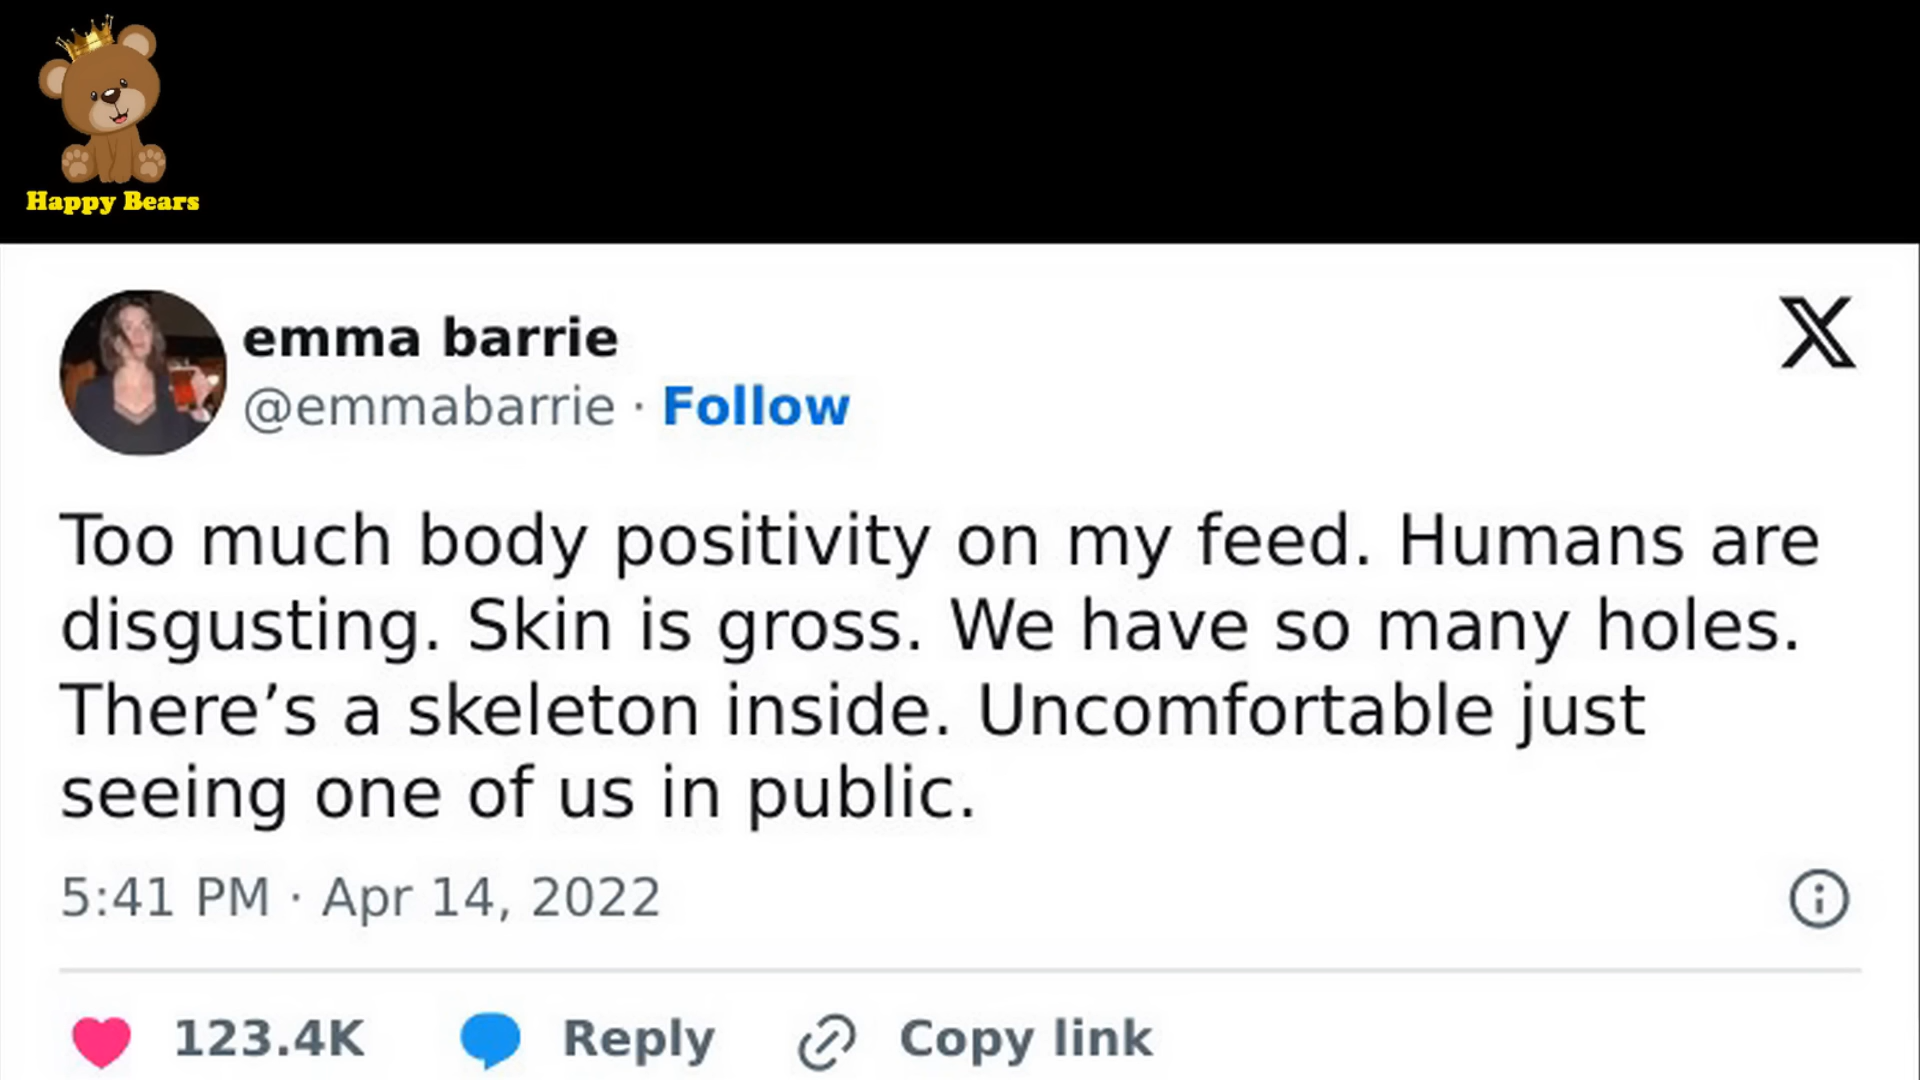 Happy Bears
emma barrie
@emmabarrie · Follow
Too much body positivity on my feed. Humans are
disgusting. Skin is gross. We have so many holes.
There’s a skeleton inside. Uncomfortable just
seeing one of us in public.
5:41 PM · Apr 14, 2022
123.4K Reply Copy link